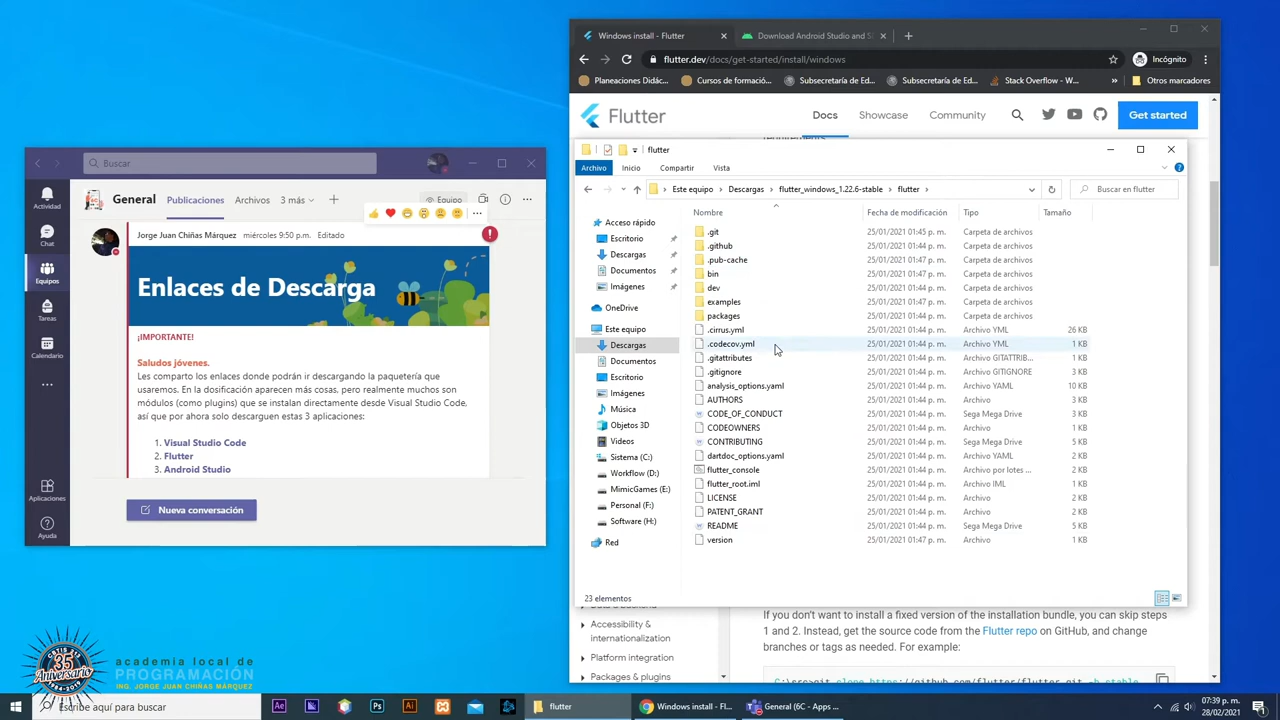 Buscar
General
Publicaciones
Archivos
3 más
Equipo
Actividad
Chat
Equipos
Tareas
Calendario
Aplicaciones
Ayuda
Jorge Juan Chiñas Márquez miércoles 9:50 p.m. Editado
Enlaces de Descarga
¡IMPORTANTE!
Saludos jóvenes.
Les comparto los enlaces donde podrán ir descargando la paquetería que
usaremos. En la dosificación aparecen más cosas, pero realmente muchos son
módulos (como plugins) que se instalan directamente desde Visual Studio Code,
así que por ahora solo descarguen estas 3 aplicaciones:
1. Visual Studio Code
2. Flutter
3. Android Studio
Nueva conversación
Windows install - Flutter
Download Android Studio and S
flutter.dev/docs/get-started/install/windows
Incógnito
Planeaciones Didác...
Cursos de formació...
Subsecretaría de Ed...
Subsecretaría de Ed...
Stack Overflow - W...
Otros marcadores
Flutter
Docs
Showcase
Community
Get started
flutter
Archivo
Inicio
Compartir
Vista
Este equipo › Descargas › flutter_windows_1.22.6-stable › flutter ›
Buscar en flutter
Nombre Fecha de modificación Tipo Tamaño
Acceso rápido
Escritorio
Descargas
Documentos
Imágenes
OneDrive
Este equipo
Descargas
Documentos
Escritorio
Imágenes
Música
Objetos 3D
Videos
Sistema (C:)
Workflow (D:)
MimicGames (E:)
Personal (F:)
Software (H:)
Red
.git 25/01/2021 01:45 p. m. Carpeta de archivos
.github 25/01/2021 01:44 p. m. Carpeta de archivos
.pub-cache 25/01/2021 01:47 p. m. Carpeta de archivos
bin 25/01/2021 01:47 p. m. Carpeta de archivos
dev 25/01/2021 01:44 p. m. Carpeta de archivos
examples 25/01/2021 01:47 p. m. Carpeta de archivos
packages 25/01/2021 01:44 p. m. Carpeta de archivos
.cirrus.yml 25/01/2021 01:44 p. m. Archivo YML 26 KB
.codecov.yml 25/01/2021 01:44 p. m. Archivo YML 1 KB
.gitattributes 25/01/2021 01:44 p. m. Archivo GITATTRIB... 1 KB
.gitignore 25/01/2021 01:44 p. m. Archivo GITIGNORE 3 KB
analysis_options.yaml 25/01/2021 01:44 p. m. Archivo YAML 10 KB
AUTHORS 25/01/2021 01:44 p. m. Archivo 3 KB
CODE_OF_CONDUCT 25/01/2021 01:44 p. m. Sega Mega Drive 3 KB
CODEOWNERS 25/01/2021 01:44 p. m. Archivo 1 KB
CONTRIBUTING 25/01/2021 01:44 p. m. Sega Mega Drive 5 KB
dartdoc_options.yaml 25/01/2021 01:44 p. m. Archivo YAML 2 KB
flutter_console 25/01/2021 01:44 p. m. Archivo por lotes ... 2 KB
flutter_root.iml 25/01/2021 01:44 p. m. Archivo IML 1 KB
LICENSE 25/01/2021 01:44 p. m. Archivo 2 KB
PATENT_GRANT 25/01/2021 01:44 p. m. Archivo 2 KB
README 25/01/2021 01:44 p. m. Sega Mega Drive 5 KB
version 25/01/2021 01:47 p. m. Archivo 1 KB
23 elementos
Accessibility &
internationalization
Platform integration
Packages & plugins
If you don't want to install a fixed version of the installation bundle, you can skip steps
1 and 2. Instead, get the source code from the Flutter repo on GitHub, and change
branches or tags as needed. For example:
C:\src>git clone https://github.com/flutter/flutter.git -b stable
35
Aniversario
academia local de
PROGRAMACIÓN
ING. JORGE JUAN CHIÑAS MÁRQUEZ
Escribe aquí para buscar
flutter
Windows install - Fl...
General (6C - Apps ...
07:39 p. m.
28/02/2021